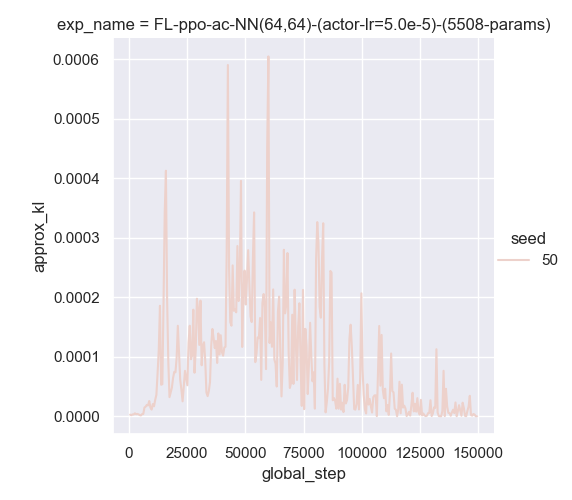 exp_name = FL-ppo-ac-NN(64,64)-(actor-lr=5.0e-5)-(5508-params)
0.0006
0.0005
0.0004
0.0003
0.0002
0.0001
0.0000
approx_kl
seed
50
0 25000 50000 75000 100000 125000 150000
global_step